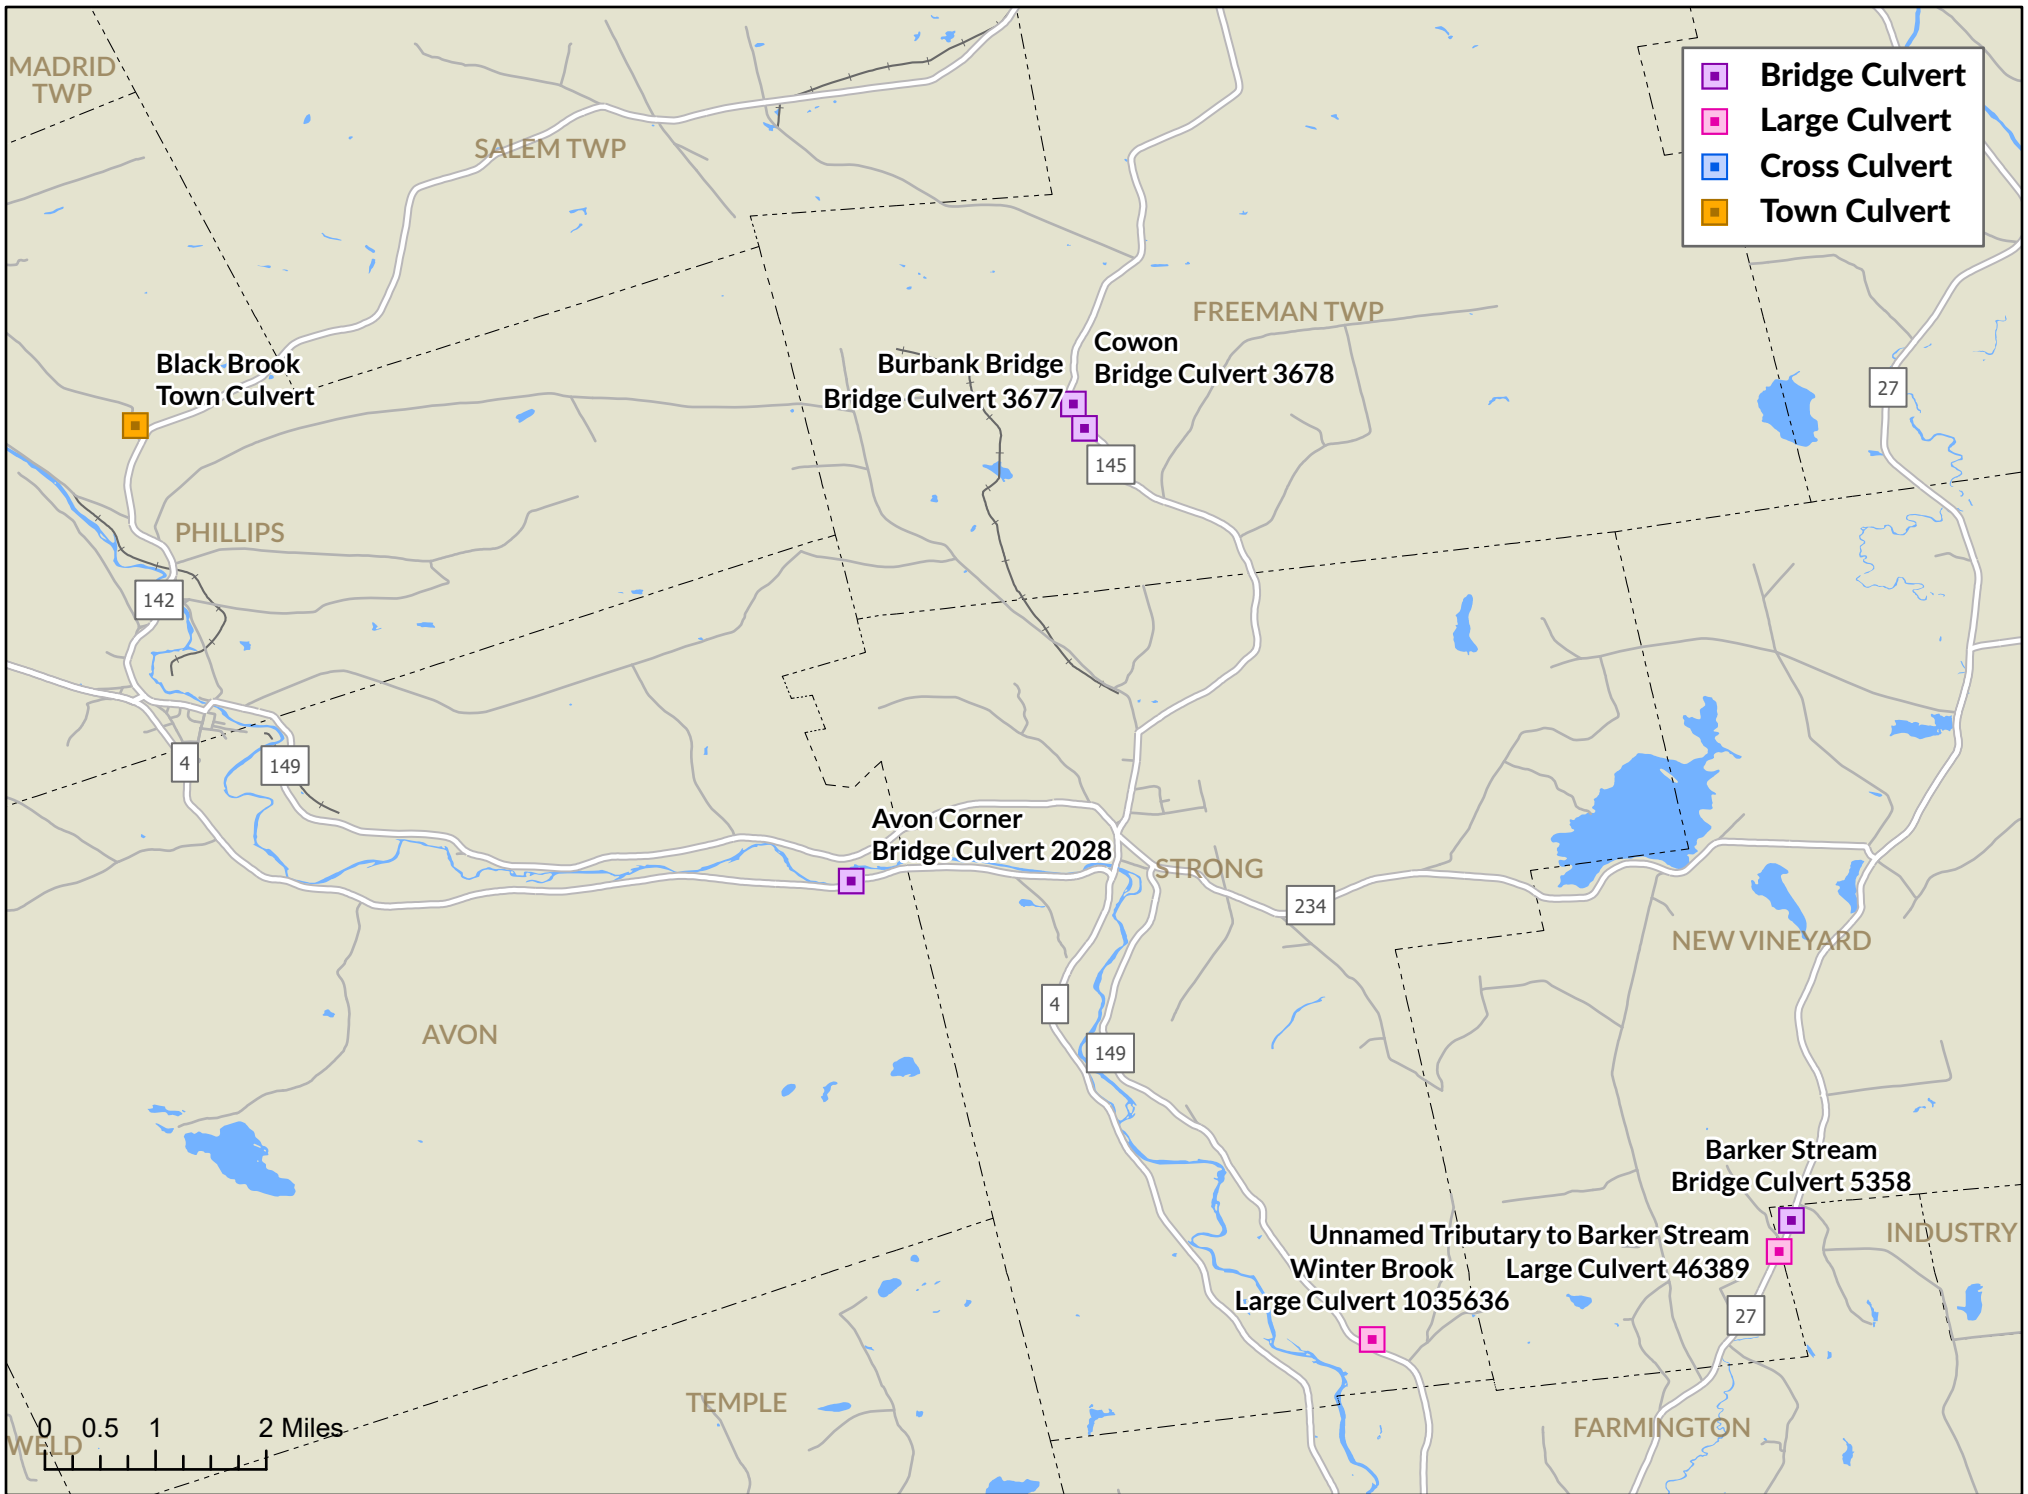 MADRID
TWP
SALEM TWP
Bridge Culvert
Large Culvert
Cross Culvert
Town Culvert
FREEMAN TWP
Black Brook
Town Culvert
Burbank Bridge
Bridge Culvert 3677
Cowon
Bridge Culvert 3678
27
145
PHILLIPS
142
4
149
Avon Corner
Bridge Culvert 2028
STRONG
234
NEW VINEYARD
4
149
AVON
Barker Stream
Bridge Culvert 5358
INDUSTRY
Unnamed Tributary to Barker Stream
Large Culvert 46389
Winter Brook
Large Culvert 1035636
27
TEMPLE
FARMINGTON
WELD
0 0.5 1 2 Miles